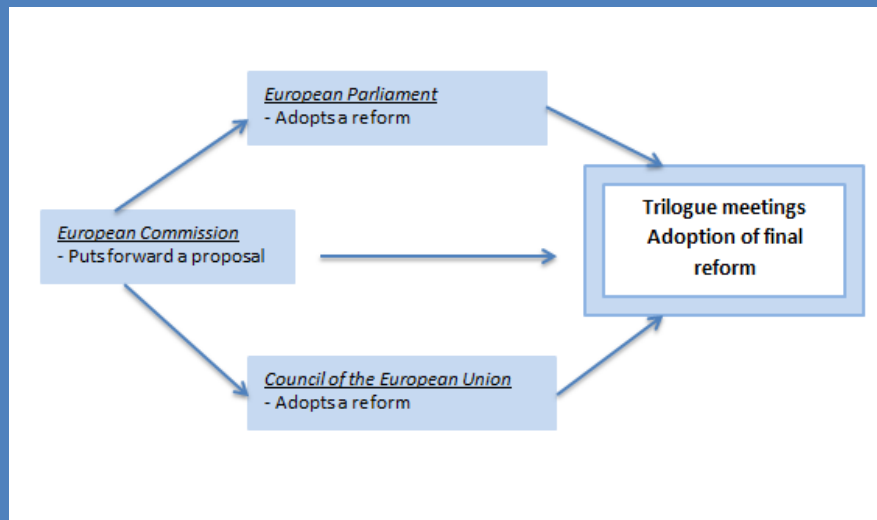 European Parliament
- Adopts a reform
European Commission
- Puts forward a proposal
Trilogue meetings
Adoption of final
reform
Council of the European Union
- Adopts a reform